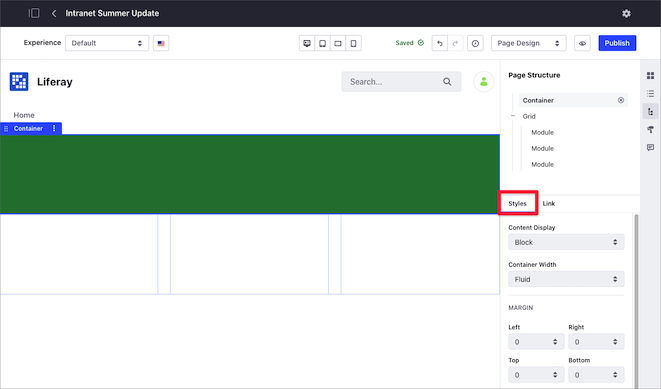 Intranet Summer Update
Experience
Default
Saved
Page Design
Publish
Liferay
Search...
Home
Container
Page Structure
Container
Grid
Module
Module
Module
Styles
Link
Content Display
Block
Container Width
Fluid
MARGIN
Left
Right
0
0
Top
Bottom
0
0